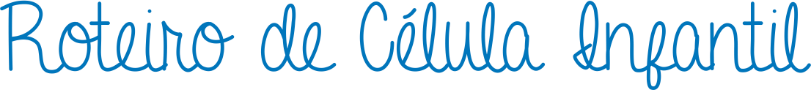 Roteiro de Célula Infantil